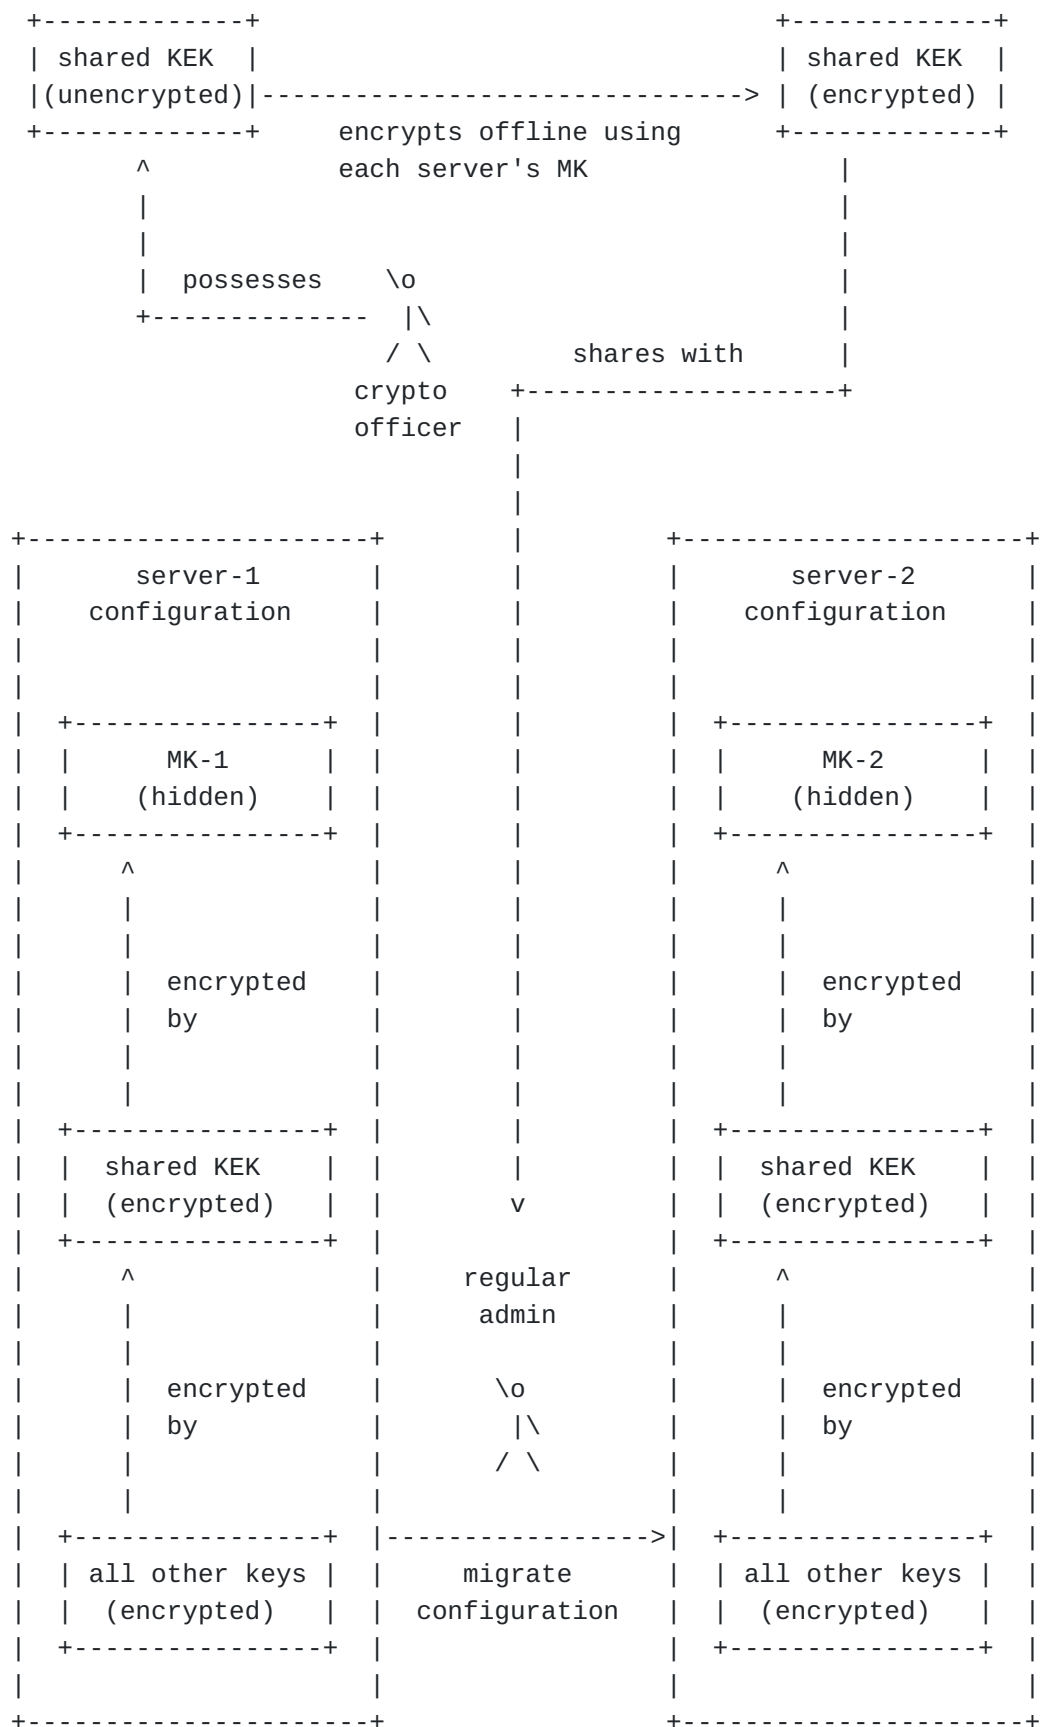 shared KEK
(unencrypted)
shared KEK
(encrypted)
encrypts offline using
each server's MK
possesses
shares with
crypto
officer
server-1
configuration
MK-1
(hidden)
encrypted
by
shared KEK
(encrypted)
encrypted
by
all other keys
(encrypted)
regular
admin
migrate
configuration
server-2
configuration
MK-2
(hidden)
encrypted
by
shared KEK
(encrypted)
encrypted
by
all other keys
(encrypted)